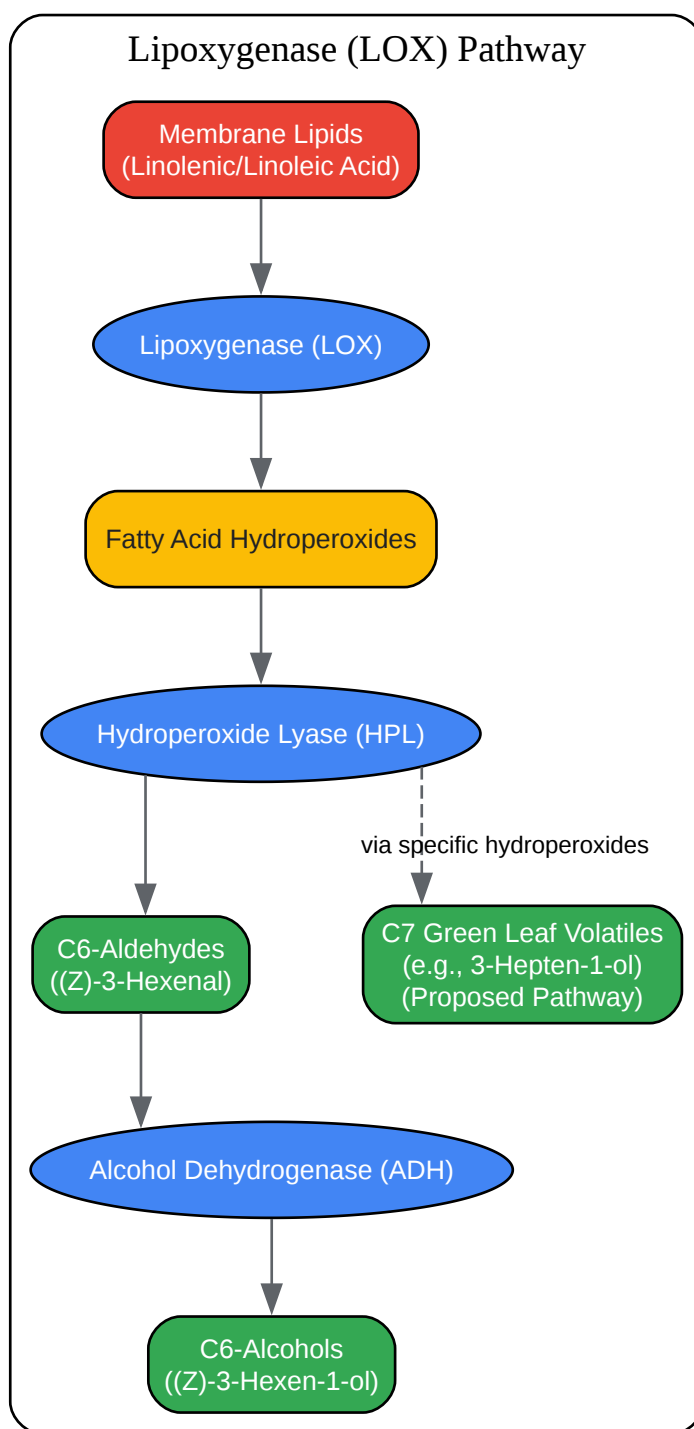 Lipoxygenase (LOX) Pathway
Membrane Lipids
(Linolenic/Linoleic Acid)
Lipoxygenase (LOX)
Fatty Acid Hydroperoxides
Hydroperoxide Lyase (HPL)
via specific hydroperoxides
C6-Aldehydes
((Z)-3-Hexenal)
C7 Green Leaf Volatiles
(e.g., 3-Hepten-1-ol)
(Proposed Pathway)
Alcohol Dehydrogenase (ADH)
C6-Alcohols
((Z)-3-Hexen-1-ol)